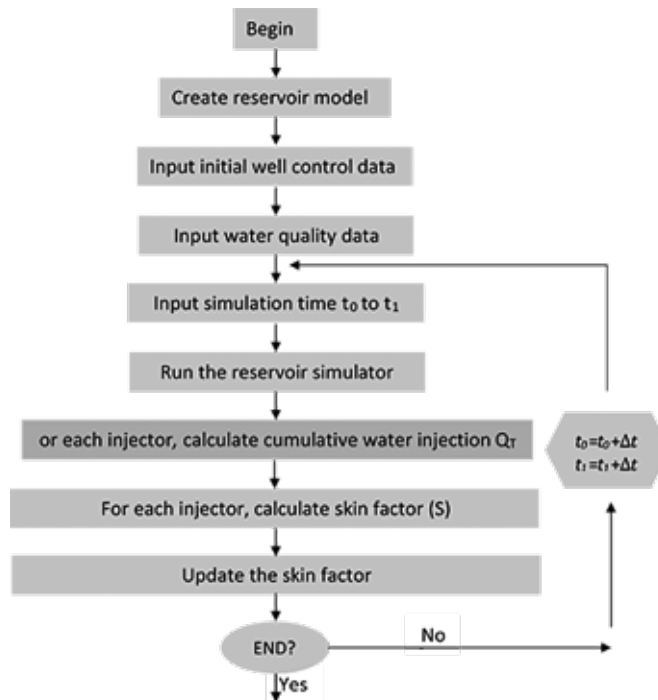 Begin
Create reservoir model
Input initial well control data
Input water quality data
Input simulation time t₀ to t₁
Run the reservoir simulator
or each injector, calculate cumulative water injection QT
t₀=t₀+Δt
t₁=t₁+Δt
For each injector, calculate skin factor (S)
Update the skin factor
END?
No
Yes